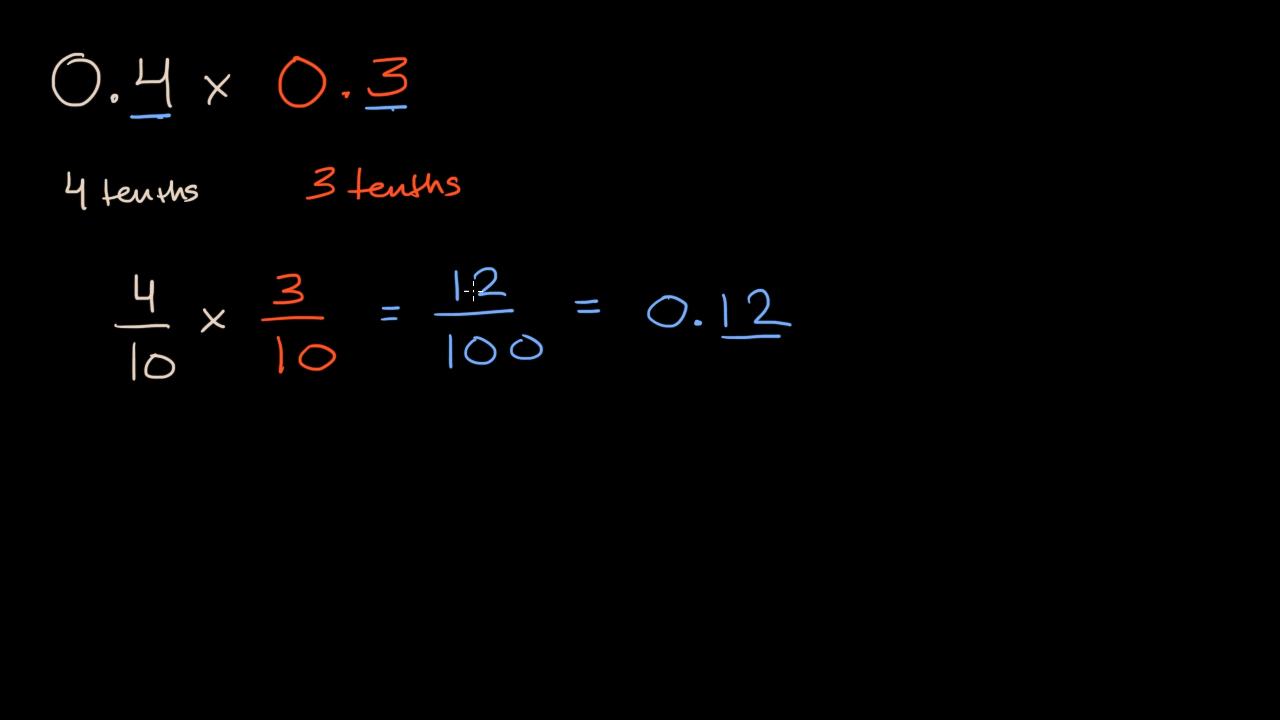 0.4 x 0.3
4 tenths 3 tenths
4/10 x 3/10 = 12/100 = 0.12